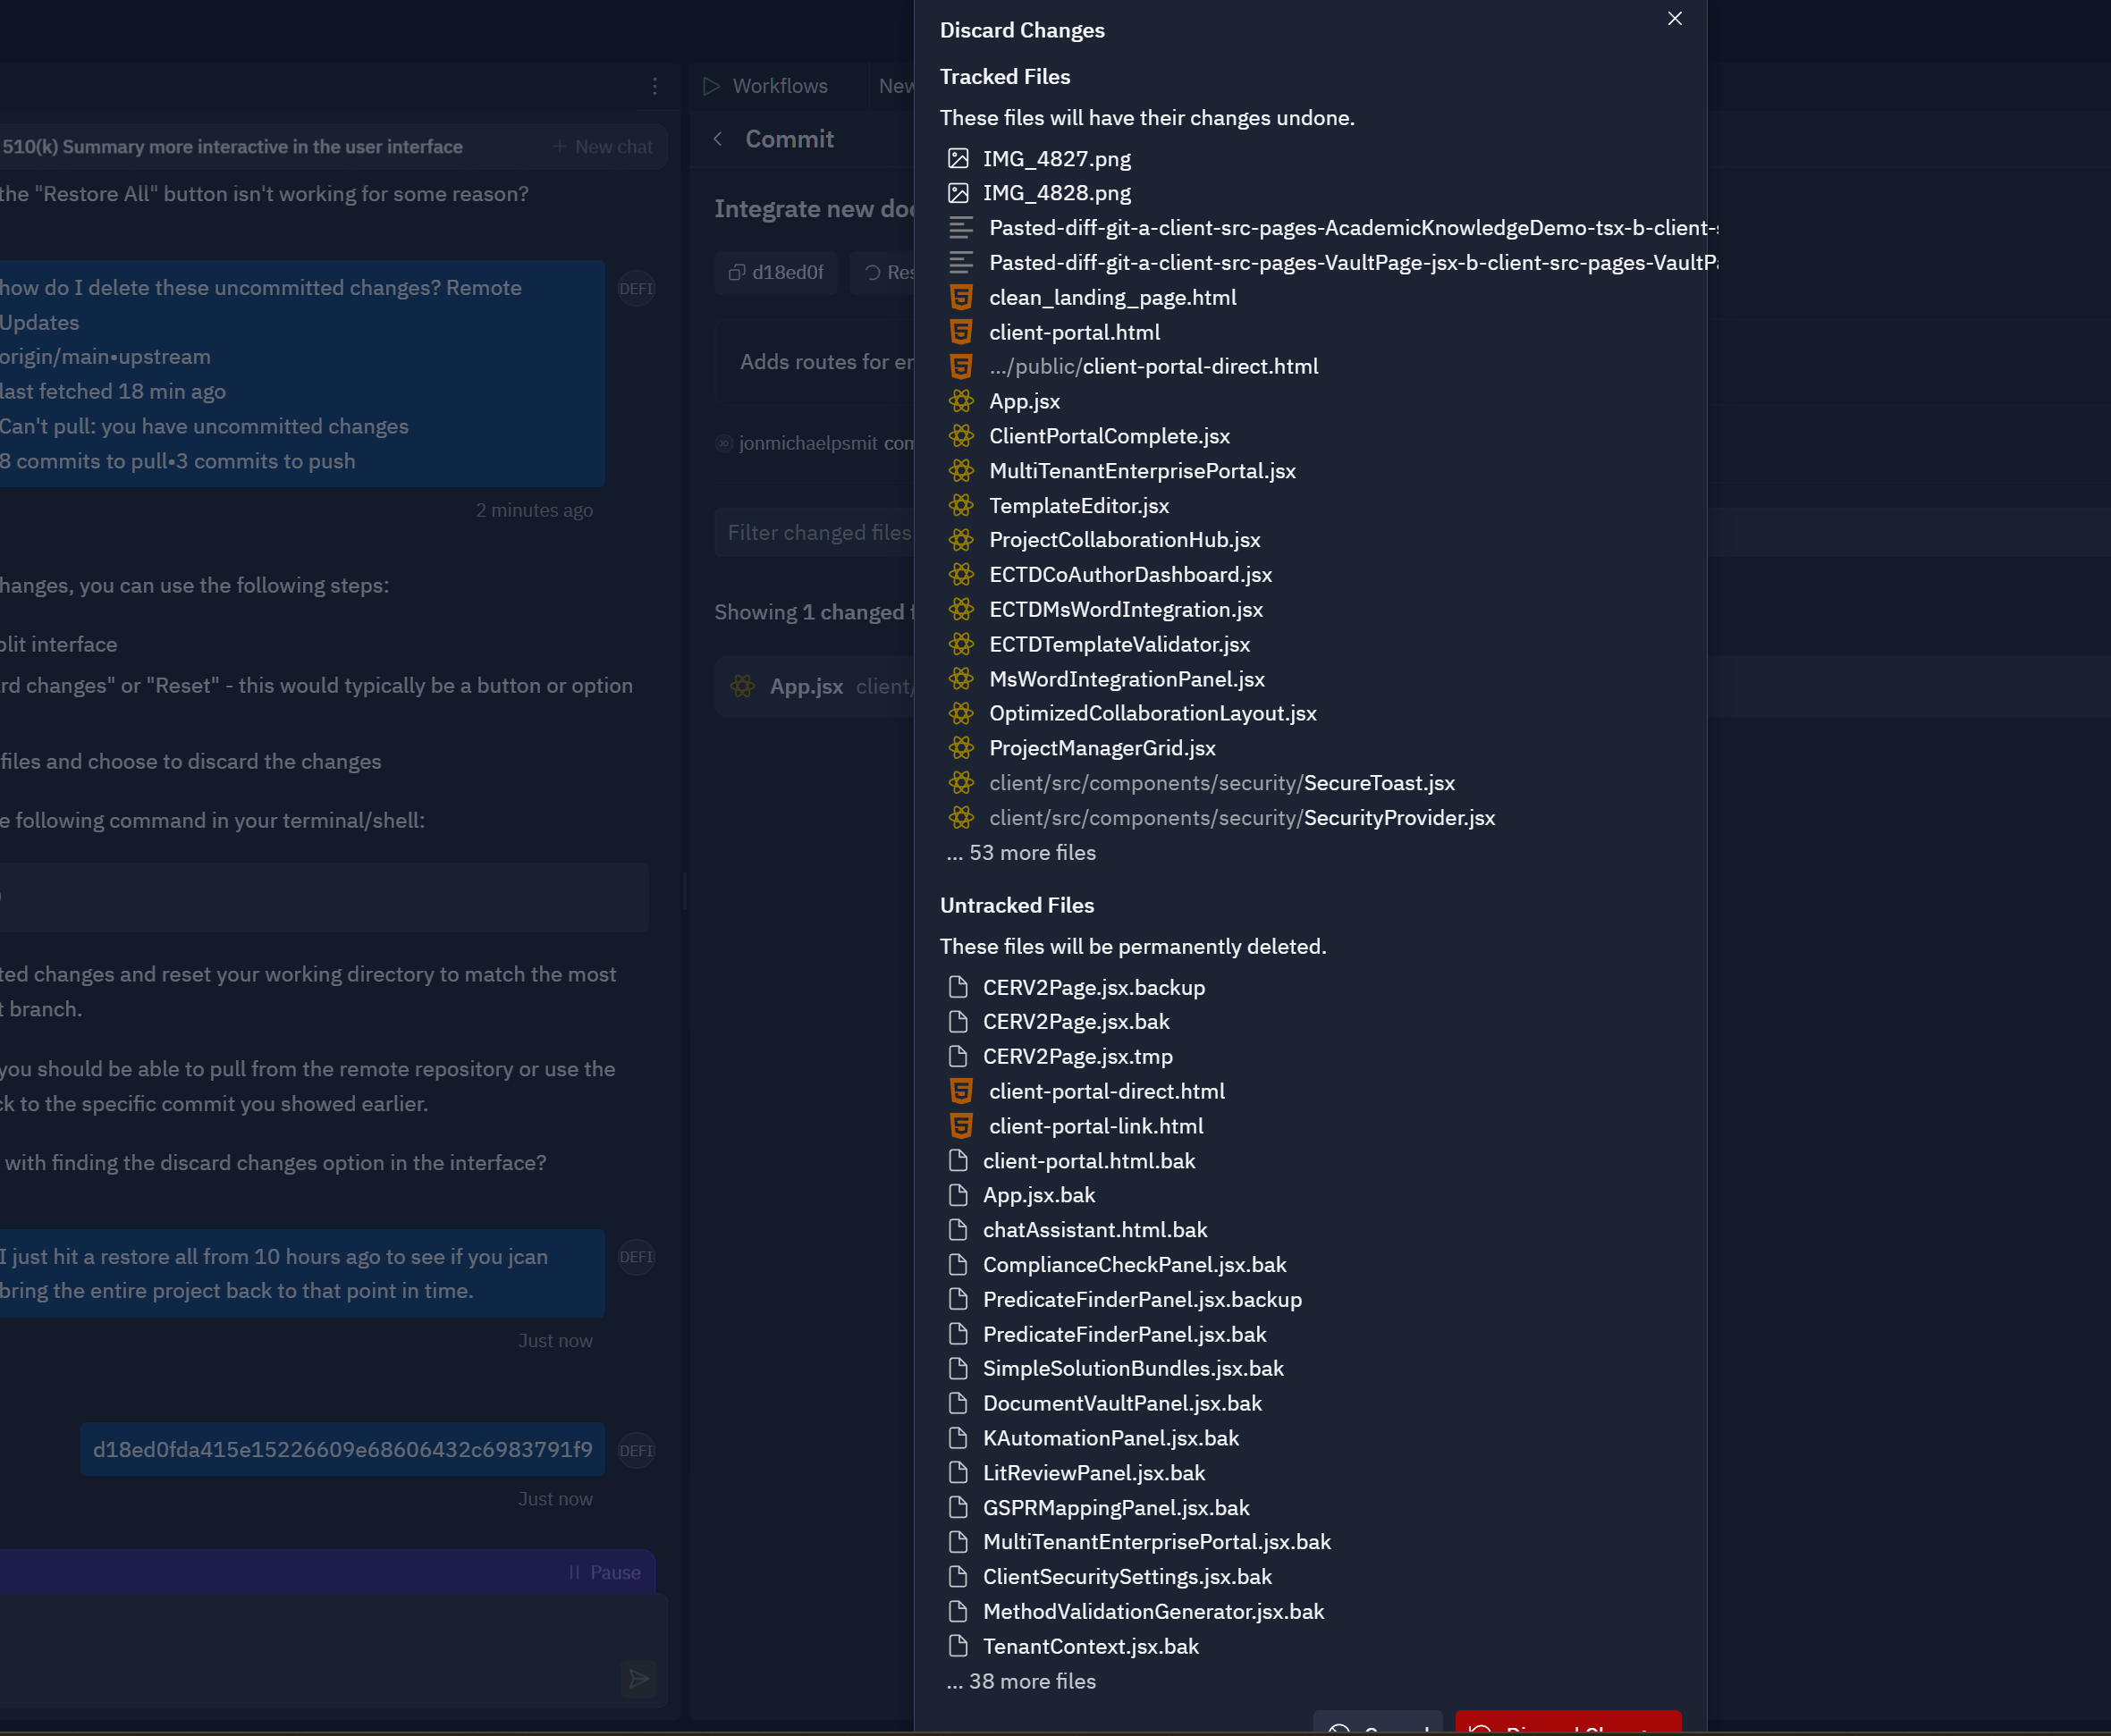 510(k) Summary more interactive in the user interface
+ New chat
the "Restore All" button isn't working for some reason?
how do I delete these uncommitted changes? Remote
Updates
origin/main•upstream
last fetched 18 min ago
Can't pull: you have uncommitted changes
8 commits to pull•3 commits to push
DEFI
2 minutes ago
hanges, you can use the following steps:
plit interface
rd changes" or "Reset" - this would typically be a button or option
files and choose to discard the changes
e following command in your terminal/shell:
ted changes and reset your working directory to match the most
t branch.
you should be able to pull from the remote repository or use the
ck to the specific commit you showed earlier.
with finding the discard changes option in the interface?
I just hit a restore all from 10 hours ago to see if you jcan
bring the entire project back to that point in time.
DEFI
Just now
d18ed0fda415e15226609e68606432c6983791f9
DEFI
Just now
Pause
Workflows
New
Commit
Integrate new doc
d18ed0f
Res
Adds routes for er
jonmichaelpsmit com
Filter changed files
Showing 1 changed f
App.jsx client/
Discard Changes
Tracked Files
These files will have their changes undone.
IMG_4827.png
IMG_4828.png
Pasted-diff-git-a-client-src-pages-AcademicKnowledgeDemo-tsx-b-client-s
Pasted-diff-git-a-client-src-pages-VaultPage-jsx-b-client-src-pages-VaultPa
clean_landing_page.html
client-portal.html
.../public/client-portal-direct.html
App.jsx
ClientPortalComplete.jsx
MultiTenantEnterprisePortal.jsx
TemplateEditor.jsx
ProjectCollaborationHub.jsx
ECTDCoAuthorDashboard.jsx
ECTDMsWordIntegration.jsx
ECTDTemplateValidator.jsx
MsWordIntegrationPanel.jsx
OptimizedCollaborationLayout.jsx
ProjectManagerGrid.jsx
client/src/components/security/SecureToast.jsx
client/src/components/security/SecurityProvider.jsx
... 53 more files
Untracked Files
These files will be permanently deleted.
CERV2Page.jsx.backup
CERV2Page.jsx.bak
CERV2Page.jsx.tmp
client-portal-direct.html
client-portal-link.html
client-portal.html.bak
App.jsx.bak
chatAssistant.html.bak
ComplianceCheckPanel.jsx.bak
PredicateFinderPanel.jsx.backup
PredicateFinderPanel.jsx.bak
SimpleSolutionBundles.jsx.bak
DocumentVaultPanel.jsx.bak
KAutomationPanel.jsx.bak
LitReviewPanel.jsx.bak
GSPRMappingPanel.jsx.bak
MultiTenantEnterprisePortal.jsx.bak
ClientSecuritySettings.jsx.bak
MethodValidationGenerator.jsx.bak
TenantContext.jsx.bak
... 38 more files